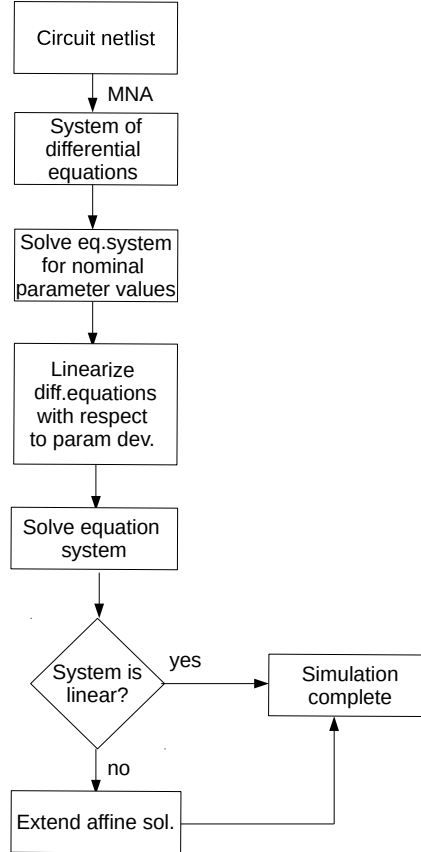 Circuit netlist
MNA
System of
differential
equations
Solve eq.system
for nominal
parameter values
Linearize
diff.equations
with respect
to param dev.
Solve equation
system
System is
linear?
yes
Simulation
complete
no
Extend affine sol.